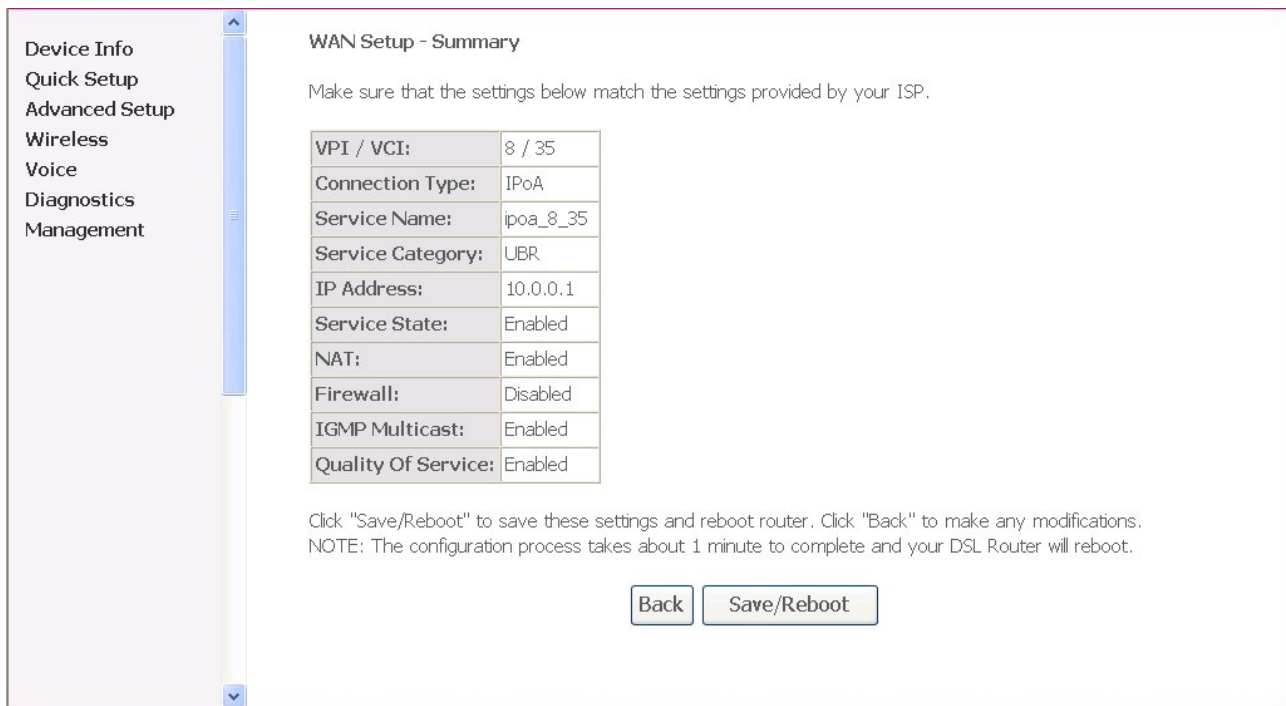 Device Info
Quick Setup
Advanced Setup
Wireless
Voice
Diagnostics
Management
WAN Setup - Summary
Make sure that the settings below match the settings provided by your ISP.
VPI / VCI: 8 / 35
Connection Type: IPoA
Service Name: ipoa_8_35
Service Category: UBR
IP Address: 10.0.0.1
Service State: Enabled
NAT: Enabled
Firewall: Disabled
IGMP Multicast: Enabled
Quality Of Service: Enabled
Click "Save/Reboot" to save these settings and reboot router. Click "Back" to make any modifications.
NOTE: The configuration process takes about 1 minute to complete and your DSL Router will reboot.
Back Save/Reboot